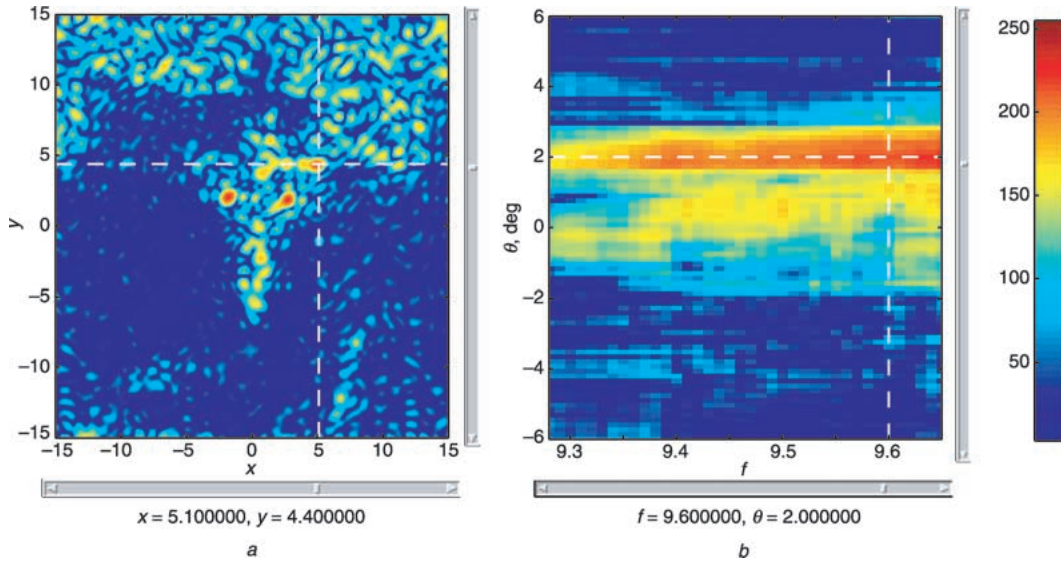 15
10
5
0
−5
−10
−15
y
−15 −10 −5 0 5 10 15
x
x = 5.100000, y = 4.400000
a
6
4
2
0
−2
−4
−6
θ, deg
9.3 9.4 9.5 9.6
f
f = 9.600000, θ = 2.000000
b
250
200
150
100
50